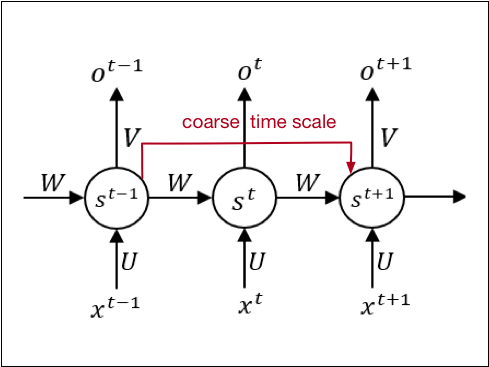 o^{t-1} o^t o^{t+1}
coarse time scale
V V
W W W
s^{t-1} s^t s^{t+1}
U U U
x^{t-1} x^t x^{t+1}